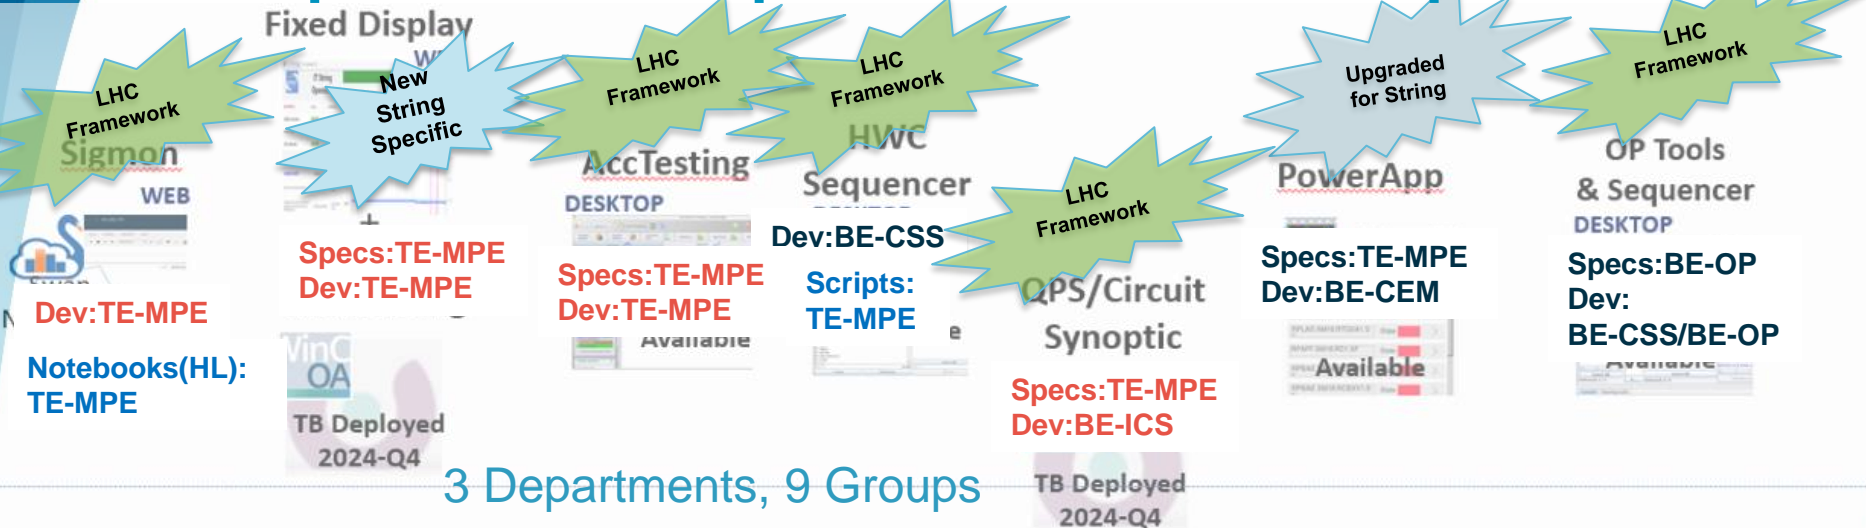 Fixed Display
LHC
Framework
Sigmon
WEB
Dev:TE-MPE
Notebooks(HL):
TE-MPE
New
String
Specific
+
Specs:TE-MPE
Dev:TE-MPE
WinC
OA
TB Deployed
2024-Q4
LHC
Framework
AccTesting
DESKTOP
Specs:TE-MPE
Dev:TE-MPE
Available
LHC
Framework
HWC
Sequencer
Dev:BE-CSS
Scripts:
TE-MPE
LHC
Framework
QPS/Circuit
Synoptic
Specs:TE-MPE
Dev:BE-ICS
TB Deployed
2024-Q4
Upgraded
for String
PowerApp
Specs:TE-MPE
Dev:BE-CEM
Available
LHC
Framework
OP Tools
& Sequencer
DESKTOP
Specs:BE-OP
Dev:
BE-CSS/BE-OP
Available
3 Departments, 9 Groups